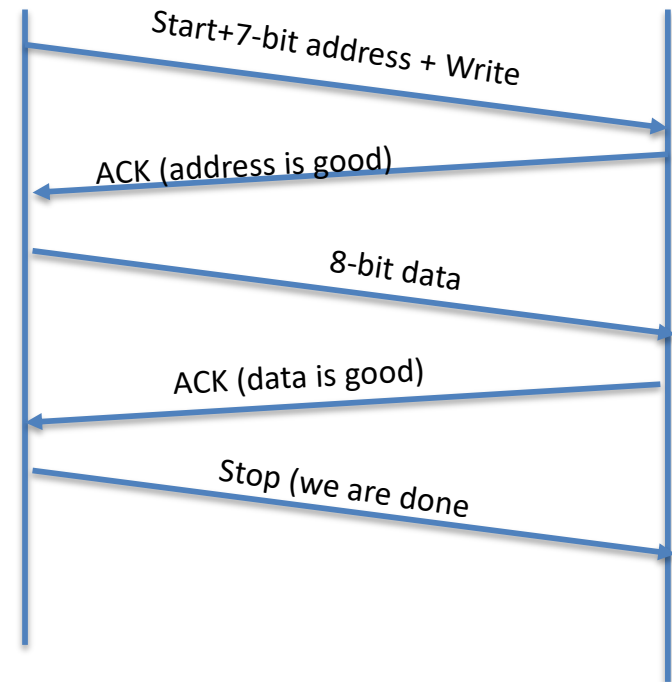 Start+7-bit address + Write
ACK (address is good)
8-bit data
ACK (data is good)
Stop (we are done